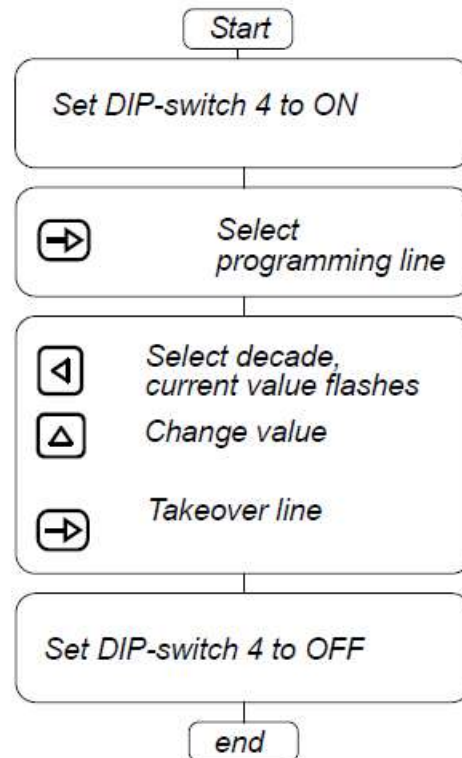 Start
Set DIP-switch 4 to ON
Select
programming line
Select decade,
current value flashes
Change value
Takeover line
Set DIP-switch 4 to OFF
end